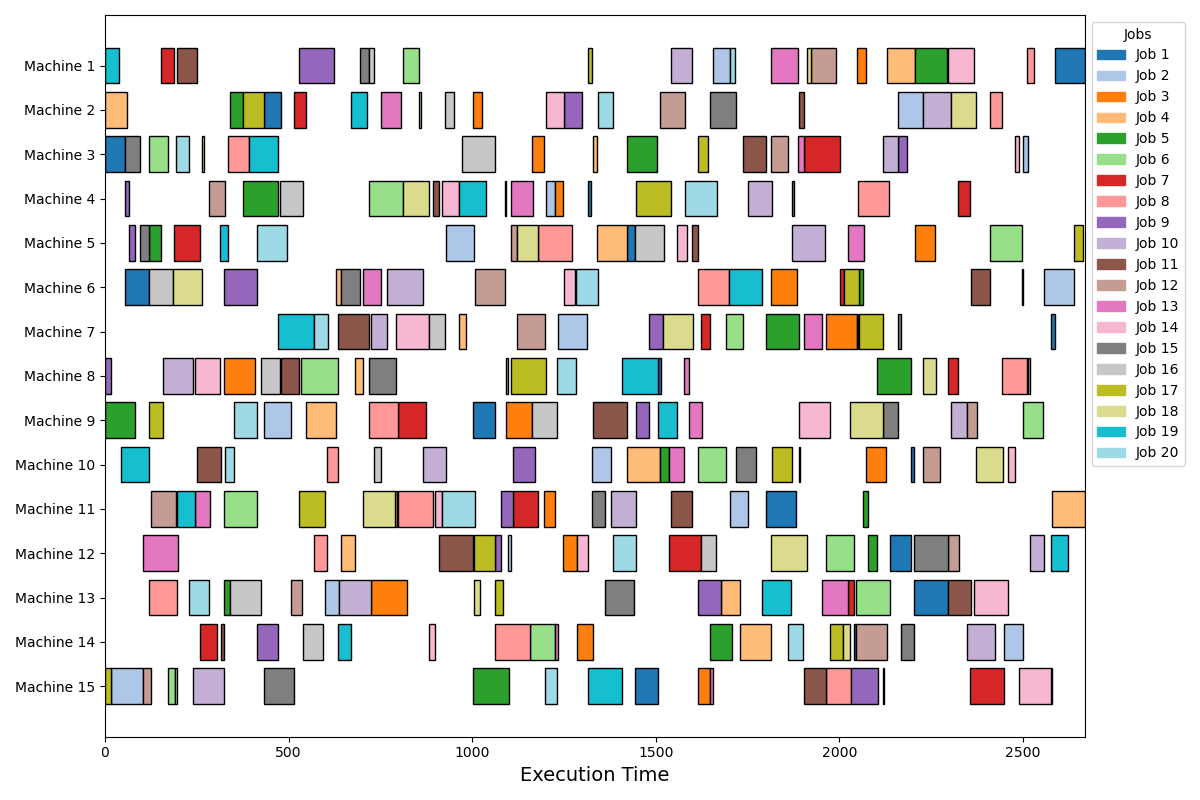 Machine 1
Machine 2
Machine 3
Machine 4
Machine 5
Machine 6
Machine 7
Machine 8
Machine 9
Machine 10
Machine 11
Machine 12
Machine 13
Machine 14
Machine 15
0 500 1000 1500 2000 2500
Execution Time
Jobs
Job 1
Job 2
Job 3
Job 4
Job 5
Job 6
Job 7
Job 8
Job 9
Job 10
Job 11
Job 12
Job 13
Job 14
Job 15
Job 16
Job 17
Job 18
Job 19
Job 20